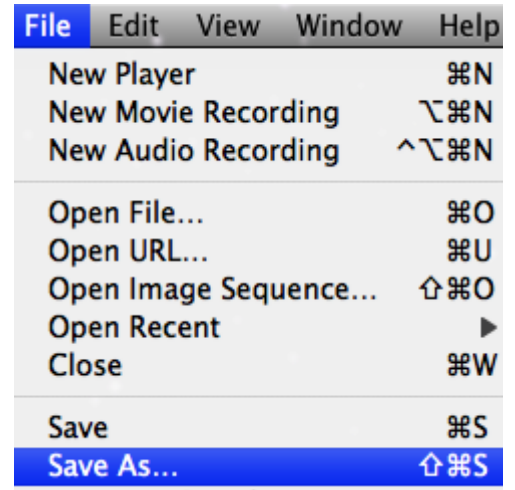 File Edit View Window Help
New Player ⌘N
New Movie Recording ⌥⌘N
New Audio Recording ^⌥⌘N
Open File... ⌘O
Open URL... ⌘U
Open Image Sequence... ⇧⌘O
Open Recent ▶
Close ⌘W
Save ⌘S
Save As... ⇧⌘S